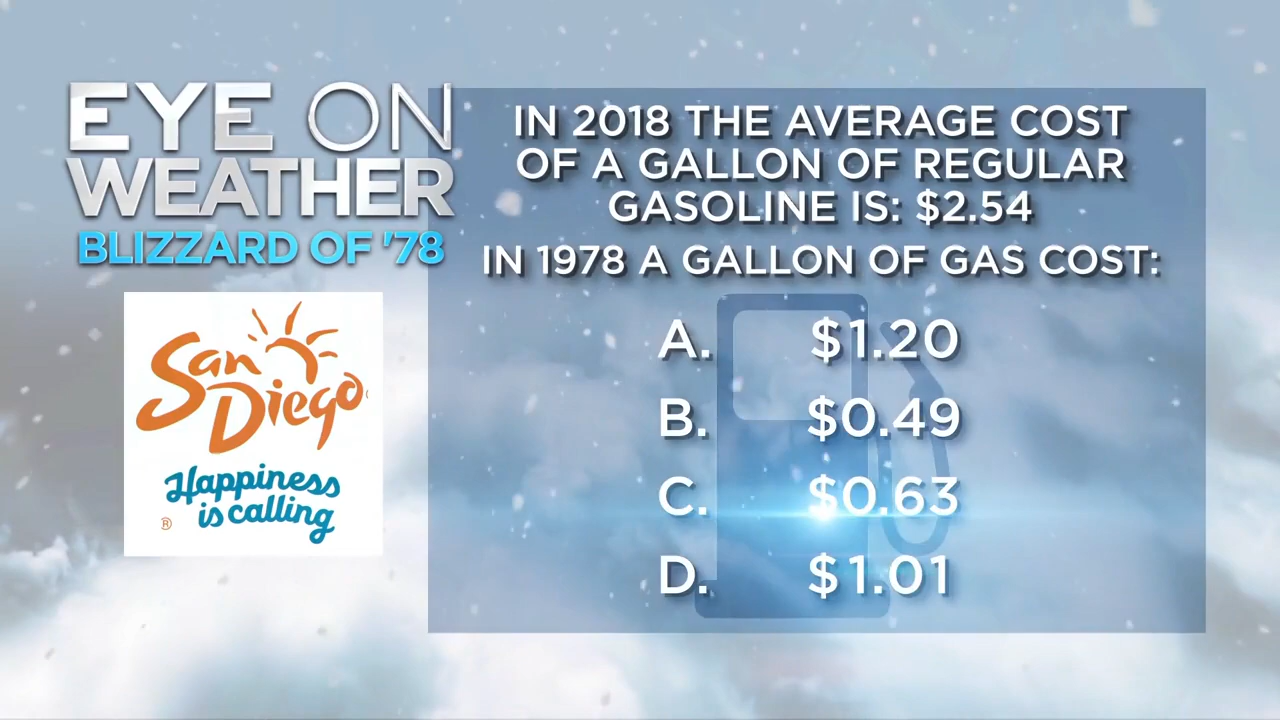 EYE ON
WEATHER
BLIZZARD OF '78
San
Diego
Happiness
is calling
®
IN 2018 THE AVERAGE COST
OF A GALLON OF REGULAR
GASOLINE IS: $2.54
IN 1978 A GALLON OF GAS COST:
A. $1.20
B. $0.49
C. $0.63
D. $1.01